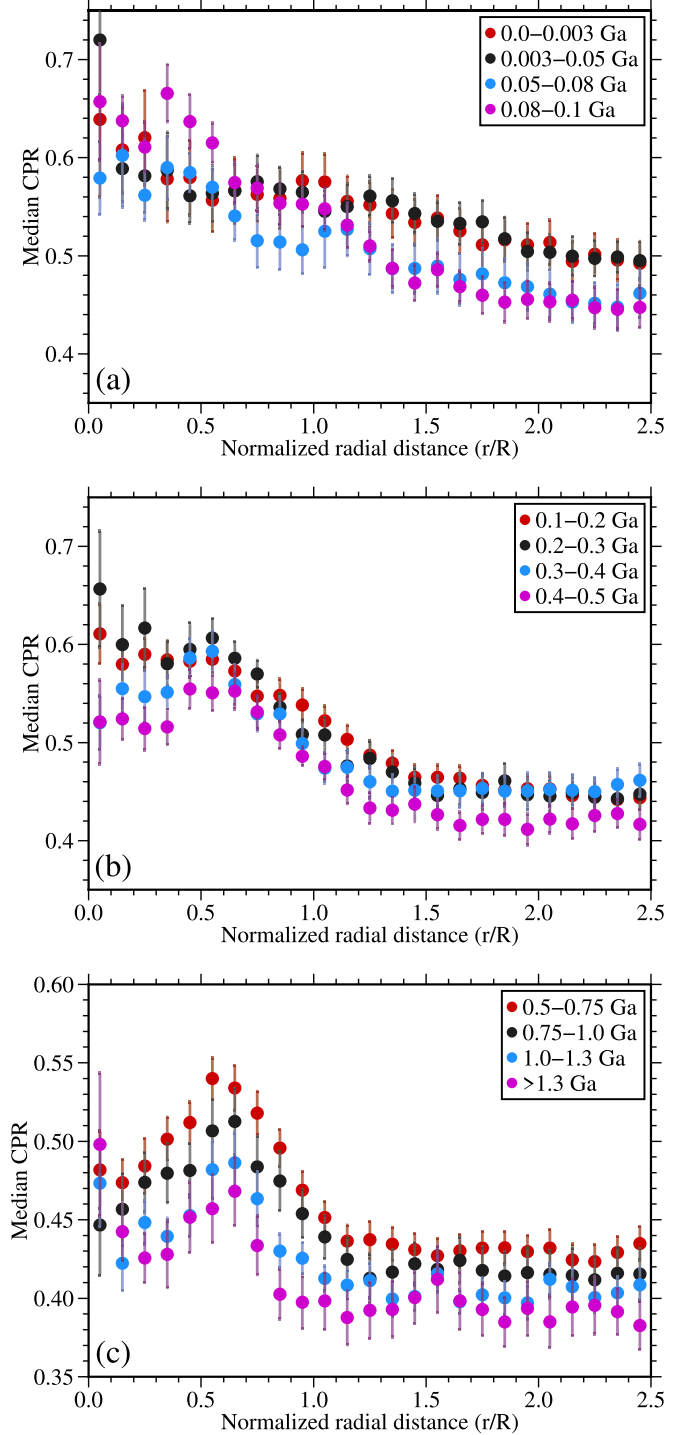 0.7
0.6
0.5
0.4
Median CPR
0.0−0.003 Ga
0.003−0.05 Ga
0.05−0.08 Ga
0.08−0.1 Ga
(a)
0.0 0.5 1.0 1.5 2.0 2.5
Normalized radial distance (r/R)
0.7
0.6
0.5
0.4
Median CPR
0.1−0.2 Ga
0.2−0.3 Ga
0.3−0.4 Ga
0.4−0.5 Ga
(b)
0.0 0.5 1.0 1.5 2.0 2.5
Normalized radial distance (r/R)
0.60
0.55
0.50
0.45
0.40
0.35
Median CPR
0.5−0.75 Ga
0.75−1.0 Ga
1.0−1.3 Ga
>1.3 Ga
(c)
0.0 0.5 1.0 1.5 2.0 2.5
Normalized radial distance (r/R)